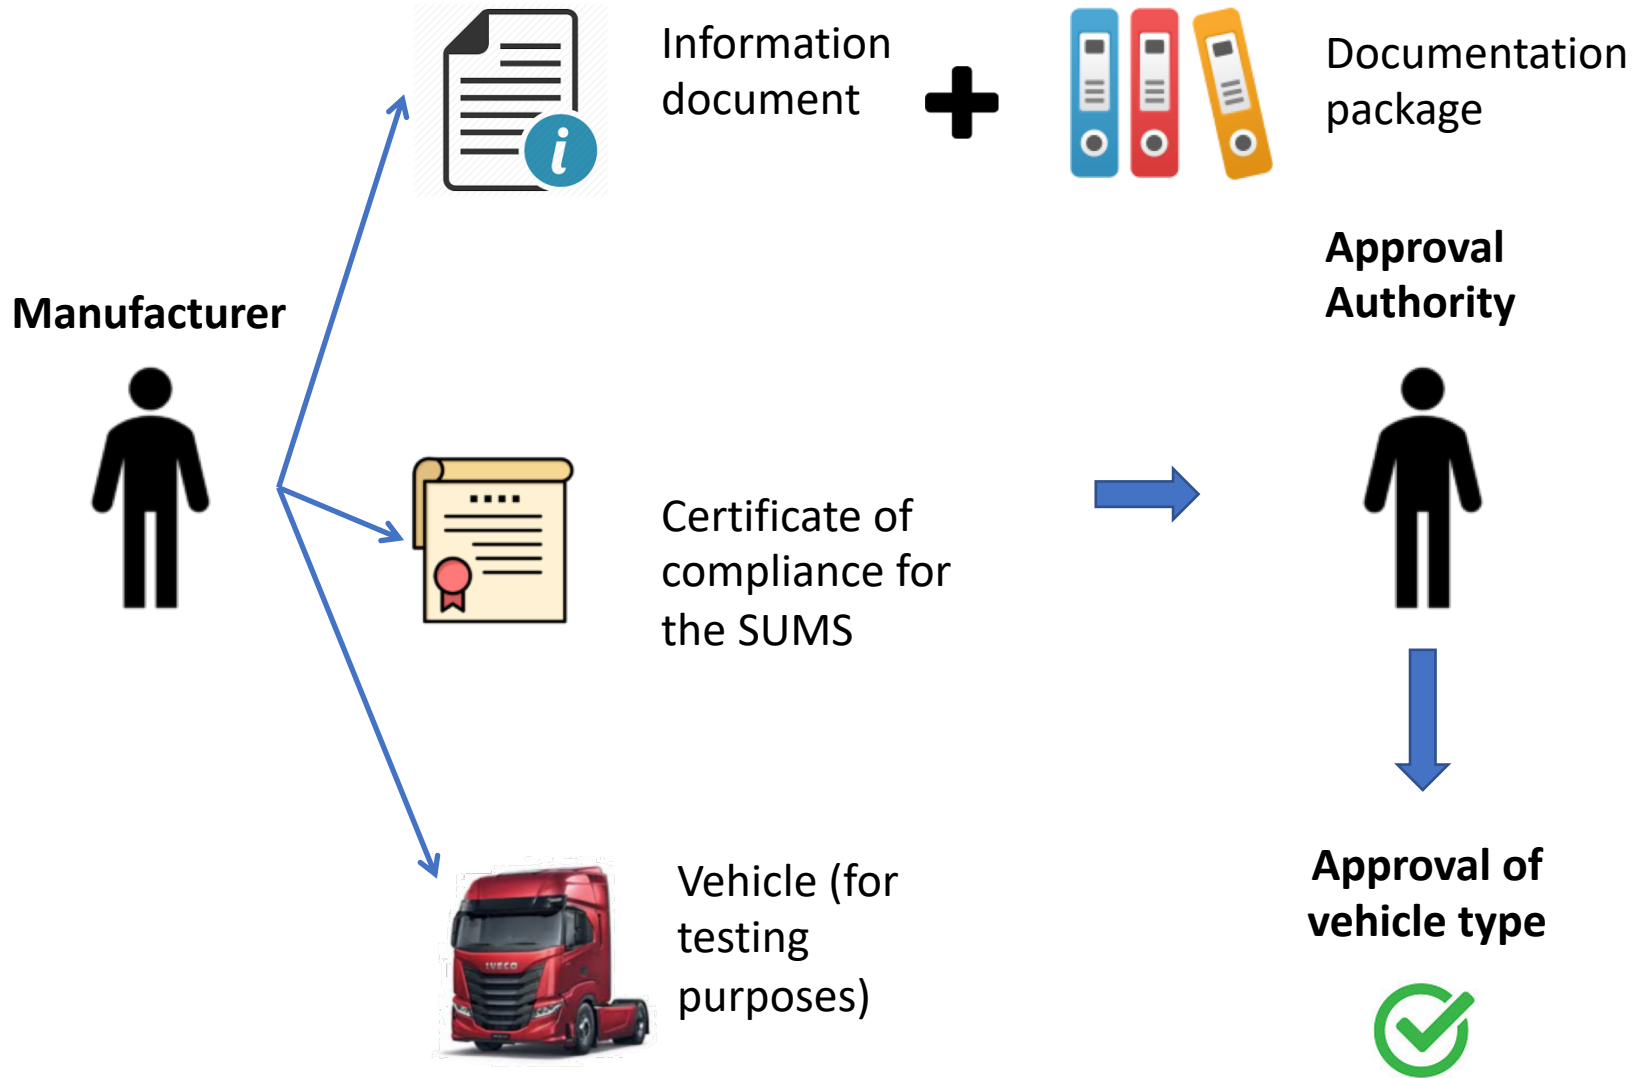 Information
document
Documentation
package
Manufacturer
Approval
Authority
Certificate of
compliance for
the SUMS
Vehicle (for
testing
purposes)
IVECO
Approval of
vehicle type